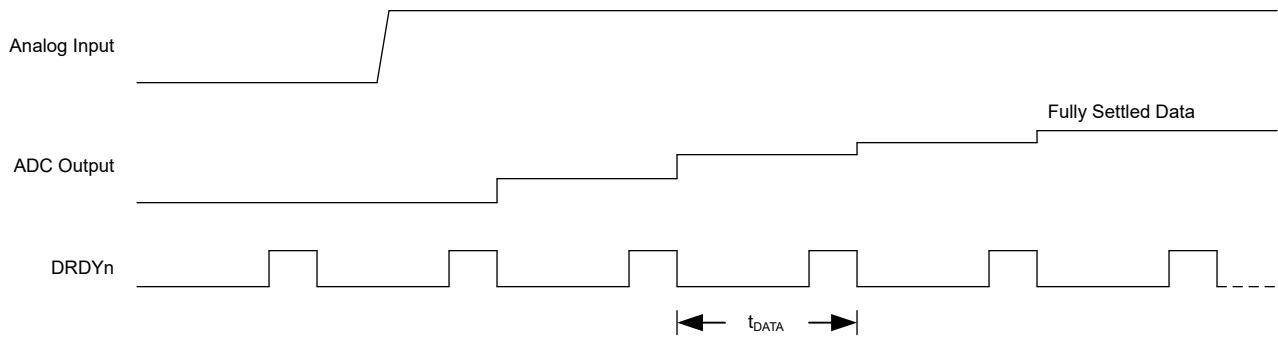 Analog Input
Fully Settled Data
ADC Output
DRDYn
tDATA